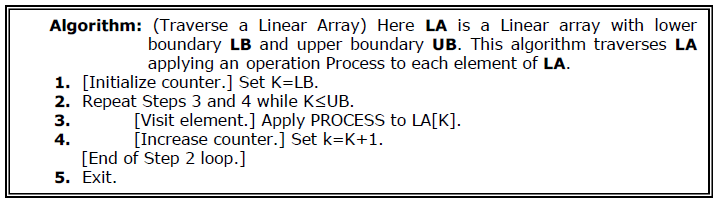 Algorithm: (Traverse a Linear Array) Here LA is a Linear array with lower
boundary LB and upper boundary UB. This algorithm traverses LA
applying an operation Process to each element of LA.
1. [Initialize counter.] Set K=LB.
2. Repeat Steps 3 and 4 while K≤UB.
3. [Visit element.] Apply PROCESS to LA[K].
4. [Increase counter.] Set k=K+1.
[End of Step 2 loop.]
5. Exit.